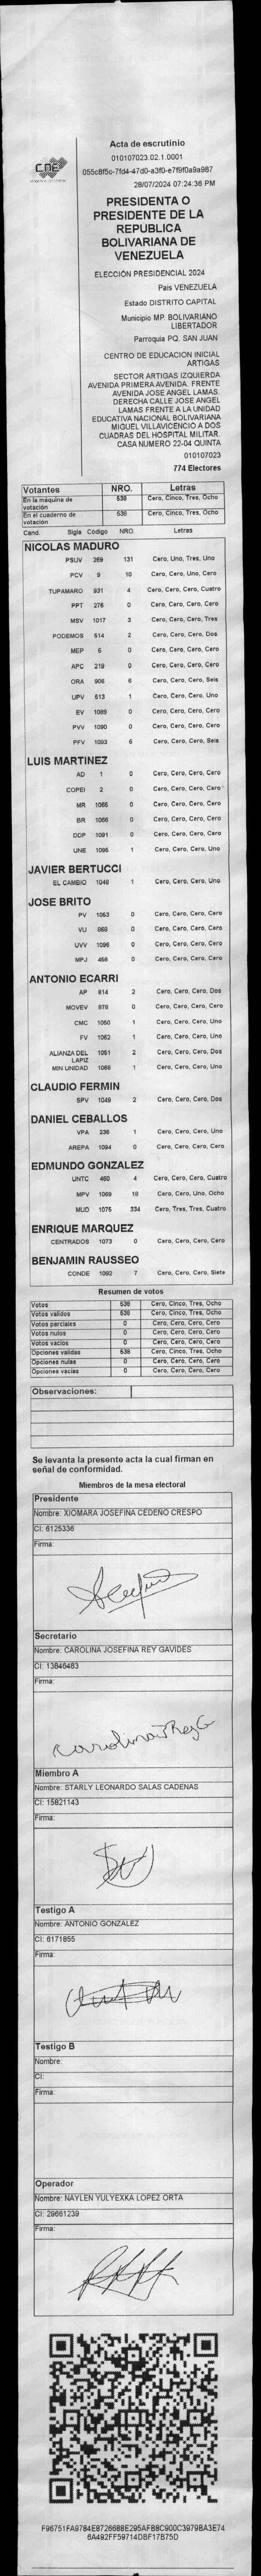 Acta de escrutinio
010107023.02.1.0001
055c8f5c-7fd4-47d0-a3f0-e7f9f0a9a987
28/07/2024 07:24:36 PM
CNE
PRESIDENTA O
PRESIDENTE DE LA
REPUBLICA
BOLIVARIANA DE
VENEZUELA
ELECCIÓN PRESIDENCIAL 2024
País VENEZUELA
Estado DISTRITO CAPITAL
Municipio MP. BOLIVARIANO
LIBERTADOR
Parroquia PQ. SAN JUAN
CENTRO DE EDUCACION INICIAL
ARTIGAS
SECTOR ARTIGAS IZQUIERDA
AVENIDA PRIMERA AVENIDA. FRENTE
AVENIDA JOSE ANGEL LAMAS.
DERECHA CALLE JOSE ANGEL
LAMAS FRENTE A LA UNIDAD
EDUCATIVA NACIONAL BOLIVARIANA
MIGUEL VILLAVICENCIO A DOS
CUADRAS DEL HOSPITAL MILITAR.
CASA NUMERO 22-04 QUINTA
010107023
774 Electores
Votantes NRO. Letras
En la máquina de votación 538 Cero, Cinco, Tres, Ocho
En el cuaderno de votación 538 Cero, Cinco, Tres, Ocho
Cand. Sigla Código NRO. Letras
NICOLAS MADURO
PSUV 269 131 Cero, Uno, Tres, Uno
PCV 9 10 Cero, Cero, Uno, Cero
TUPAMARO 931 4 Cero, Cero, Cero, Cuatro
PPT 276 0 Cero, Cero, Cero, Cero
MSV 1017 3 Cero, Cero, Cero, Tres
PODEMOS 514 2 Cero, Cero, Cero, Dos
MEP 6 0 Cero, Cero, Cero, Cero
APC 219 0 Cero, Cero, Cero, Cero
ORA 906 6 Cero, Cero, Cero, Seis
UPV 513 1 Cero, Cero, Cero, Uno
EV 1089 0 Cero, Cero, Cero, Cero
PVV 1090 0 Cero, Cero, Cero, Cero
PFV 1093 6 Cero, Cero, Cero, Seis
LUIS MARTINEZ
AD 1 0 Cero, Cero, Cero, Cero
COPEI 2 0 Cero, Cero, Cero, Cero
MR 1065 0 Cero, Cero, Cero, Cero
BR 1066 0 Cero, Cero, Cero, Cero
DDP 1091 0 Cero, Cero, Cero, Cero
UNE 1095 1 Cero, Cero, Cero, Uno
JAVIER BERTUCCI
EL CAMBIO 1048 1 Cero, Cero, Cero, Uno
JOSE BRITO
PV 1053 0 Cero, Cero, Cero, Cero
VU 868 0 Cero, Cero, Cero, Cero
UVV 1096 0 Cero, Cero, Cero, Cero
MPJ 458 0 Cero, Cero, Cero, Cero
ANTONIO ECARRI
AP 814 2 Cero, Cero, Cero, Dos
MOVEV 878 0 Cero, Cero, Cero, Cero
CMC 1050 1 Cero, Cero, Cero, Uno
FV 1062 1 Cero, Cero, Cero, Uno
ALIANZA DEL LAPIZ 1051 2 Cero, Cero, Cero, Dos
MIN UNIDAD 1088 1 Cero, Cero, Cero, Uno
CLAUDIO FERMIN
SPV 1049 2 Cero, Cero, Cero, Dos
DANIEL CEBALLOS
VPA 238 1 Cero, Cero, Cero, Uno
AREPA 1094 0 Cero, Cero, Cero, Cero
EDMUNDO GONZALEZ
UNTC 460 4 Cero, Cero, Cero, Cuatro
MPV 1069 18 Cero, Cero, Uno, Ocho
MUD 1075 334 Cero, Tres, Tres, Cuatro
ENRIQUE MARQUEZ
CENTRADOS 1073 0 Cero, Cero, Cero, Cero
BENJAMIN RAUSSEO
CONDE 1092 7 Cero, Cero, Cero, Siete
Resumen de votos
Votos 538 Cero, Cinco, Tres, Ocho
Votos validos 538 Cero, Cinco, Tres, Ocho
Votos parciales 0 Cero, Cero, Cero, Cero
Votos nulos 0 Cero, Cero, Cero, Cero
Votos vacios 0 Cero, Cero, Cero, Cero
Opciones validas 538 Cero, Cinco, Tres, Ocho
Opciones nulas 0 Cero, Cero, Cero, Cero
Opciones vacias 0 Cero, Cero, Cero, Cero
Observaciones:
Se levanta la presente acta la cual firman en
señal de conformidad.
Miembros de la mesa electoral
Presidente
Nombre: XIOMARA JOSEFINA CEDEÑO CRESPO
CI: 6125336
Firma:
Secretario
Nombre: CAROLINA JOSEFINA REY GAVIDES
CI: 13846483
Firma:
Carolina Rey G
Miembro A
Nombre: STARLY LEONARDO SALAS CADENAS
CI: 15821143
Firma:
Testigo A
Nombre: ANTONIO GONZALEZ
CI: 6171855
Firma:
Testigo B
Nombre:
CI:
Firma:
Operador
Nombre: NAYLEN YULYEXKA LOPEZ ORTA
CI: 29661239
Firma:
F96751FA9784E8726688E295AFB8C900C3979BA3E74
6A492FF59714DBF17B75D